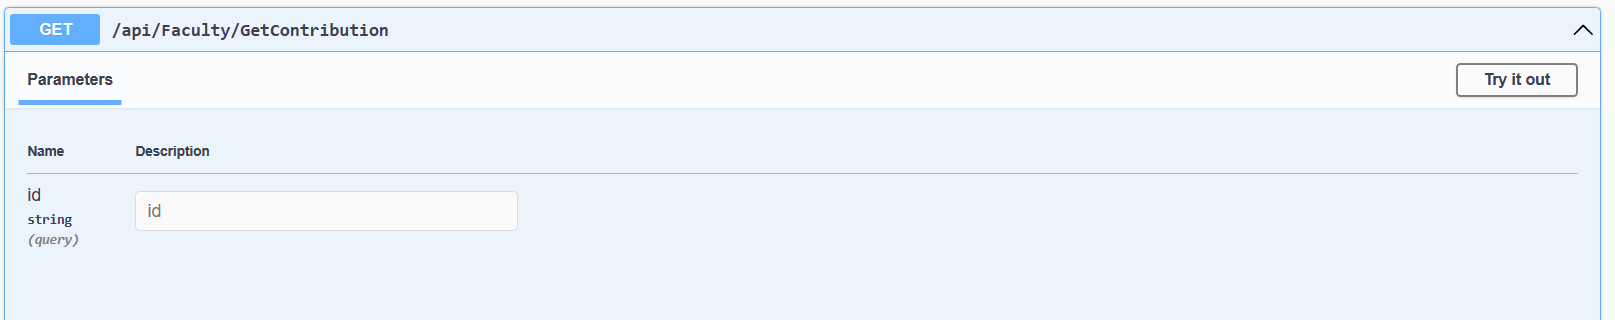 GET /api/Faculty/GetContribution
Parameters Try it out
Name Description
id id
string
(query)